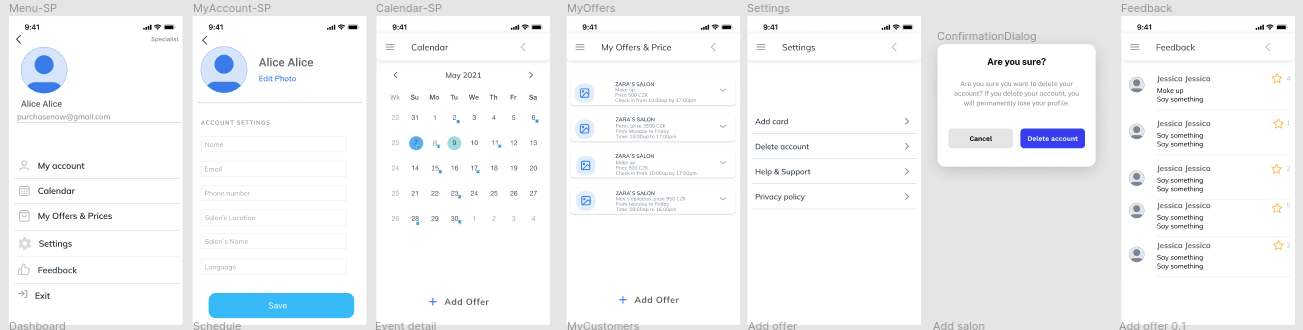 Menu-SP
9:41
Specialist
Alice Alice
purchasenow@gmail.com
My account
Calendar
My Offers & Prices
Settings
Feedback
Exit
Dashboard
MyAccount-SP
9:41
Alice Alice
Edit Photo
ACCOUNT SETTINGS
Name
Email
Phone number
Salon's Location
Salon's Name
Language
Save
Schedule
Calendar-SP
9:41
Calendar
May 2021
Wk Su Mo Tu We Th Fr Sa
22 31 1 2 3 4 5 6
23 7 8 9 10 11 12 13
24 14 15 16 17 18 19 20
25 21 22 23 24 25 26 27
26 28 29 30 1 2 3 4
+ Add Offer
Event detail
MyOffers
9:41
My Offers & Price
ZARA'S SALON
Make up
Price 500 CZK
Check in from 10:00ap by 17:00pm
ZARA'S SALON
Perm, price 3500 CZK
From Monday to Friday
Time: 10:00ap to 17:00pm
ZARA'S SALON
Make up
Price 500 CZK
Check in from 10:00ap by 17:00pm
ZARA'S SALON
Men's epilation, price 950 CZK
From Monday to Friday
Time: 09:00ap to 16:00pm
+ Add Offer
MyCustomers
Settings
9:41
Settings
Add card
Delete account
Help & Support
Privacy policy
Add offer
ConfirmationDialog
Are you sure?
Are you sure you want to delete your
account? If you delete your account, you
will permanently lose your profile.
Cancel
Delete account
Add salon
Feedback
9:41
Feedback
Jessica Jessica 4
Make up
Say something
Jessica Jessica 1
Say something
Say something
Jessica Jessica 2
Say something
Say something
Jessica Jessica 5
Say something
Say something
Jessica Jessica 2
Say something
Say something
Add offer 0.1